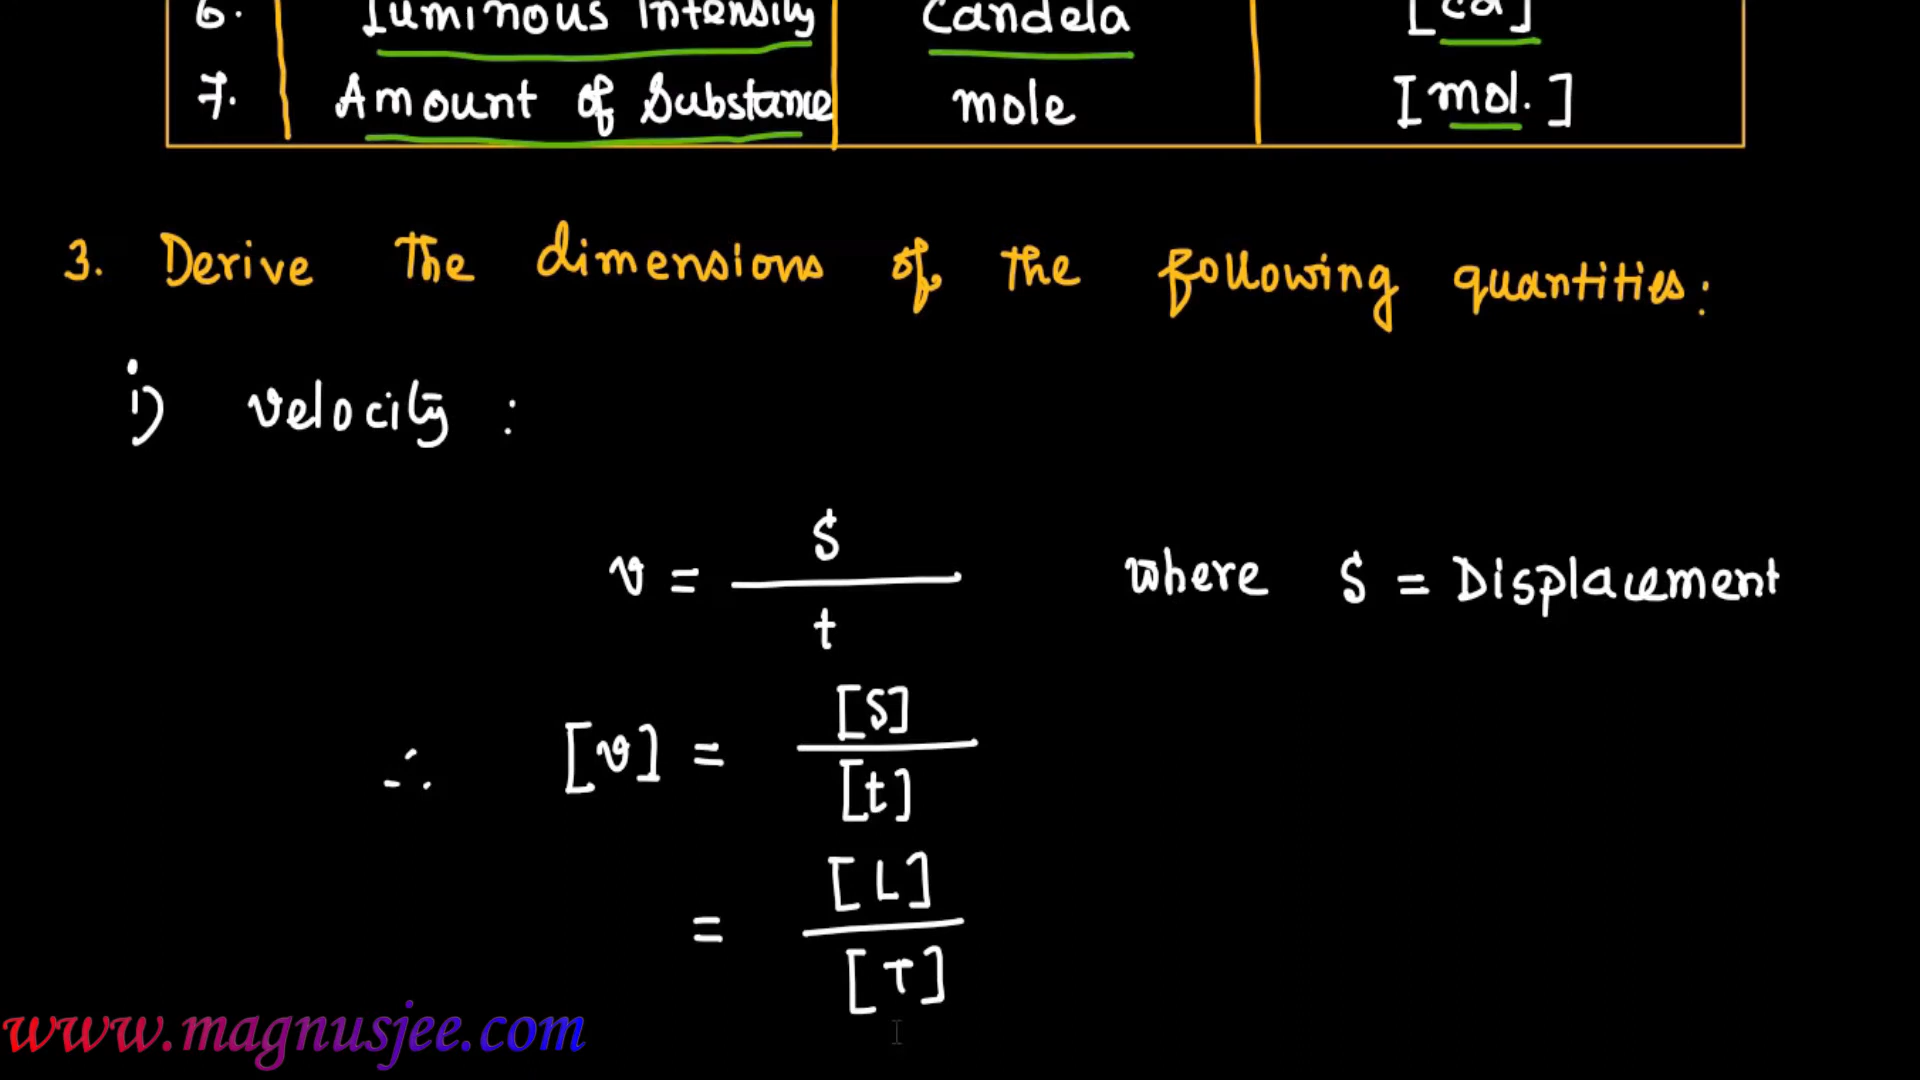 6. Luminous Intensity Candela [cd]
7. Amount of Substance mole [mol.]
3. Derive the dimensions of the following quantities:
i) velocity :
v = S / t where S = Displacement
∴ [v] = [S] / [t]
= [L] / [T]
www.magnusjee.com